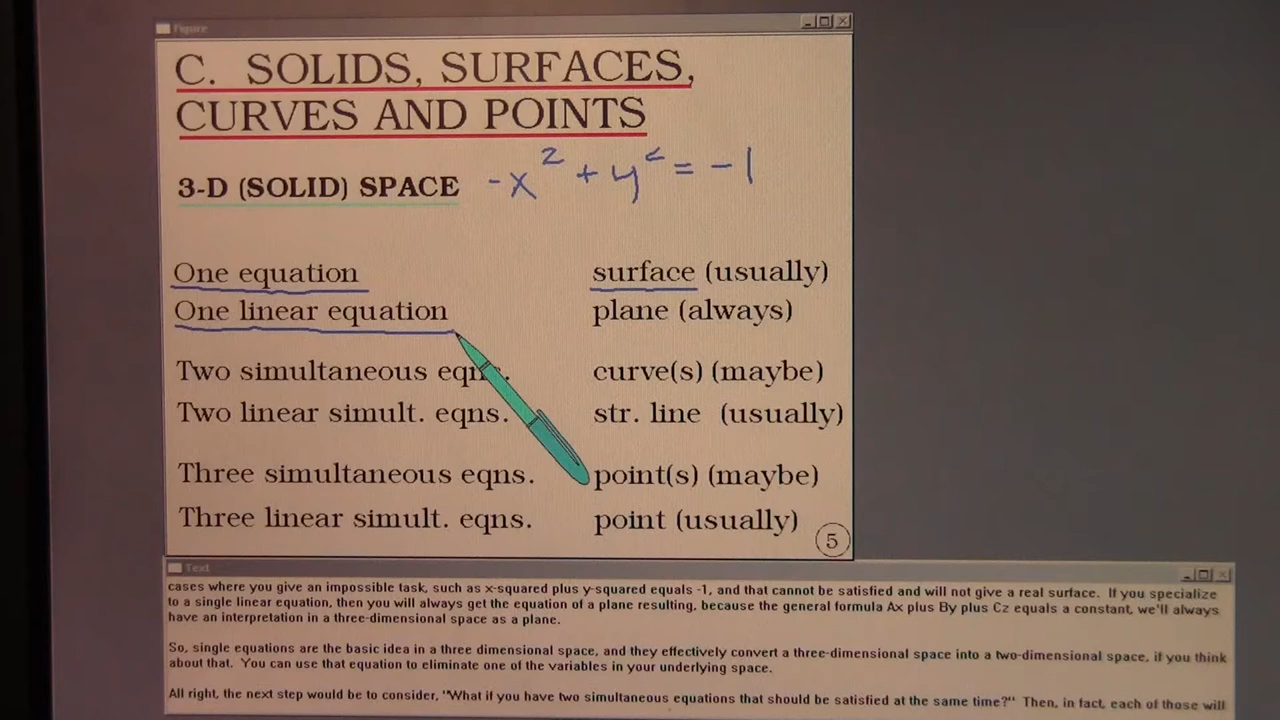 Figure
C. SOLIDS, SURFACES,
CURVES AND POINTS
3-D (SOLID) SPACE -x² + y² = -1
One equation surface (usually)
One linear equation plane (always)
Two simultaneous eqns. curve(s) (maybe)
Two linear simult. eqns. str. line (usually)
Three simultaneous eqns. point(s) (maybe)
Three linear simult. eqns. point (usually)
5
Text
cases where you give an impossible task, such as x-squared plus y-squared equals -1, and that cannot be satisfied and will not give a real surface. If you specialize
to a single linear equation, then you will always get the equation of a plane resulting, because the general formula Ax plus By plus Cz equals a constant, we'll always
have an interpretation in a three-dimensional space as a plane.
So, single equations are the basic idea in a three dimensional space, and they effectively convert a three-dimensional space into a two-dimensional space, if you think
about that. You can use that equation to eliminate one of the variables in your underlying space.
All right, the next step would be to consider, "What if you have two simultaneous equations that should be satisfied at the same time?" Then, in fact, each of those will